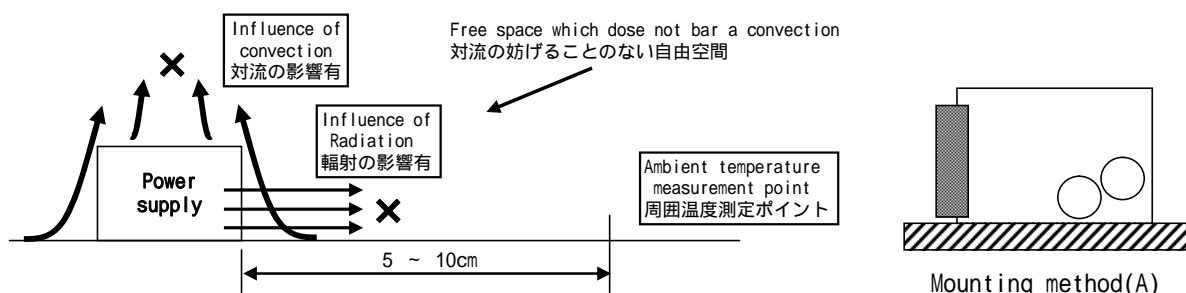 Influence of
convection
対流の影響有
Free space which dose not bar a convection
対流の妨げることのない自由空間
Influence of
Radiation
輻射の影響有
Power
supply
Ambient temperature
measurement point
周囲温度測定ポイント
5 ~ 10cm
Mounting method(A)